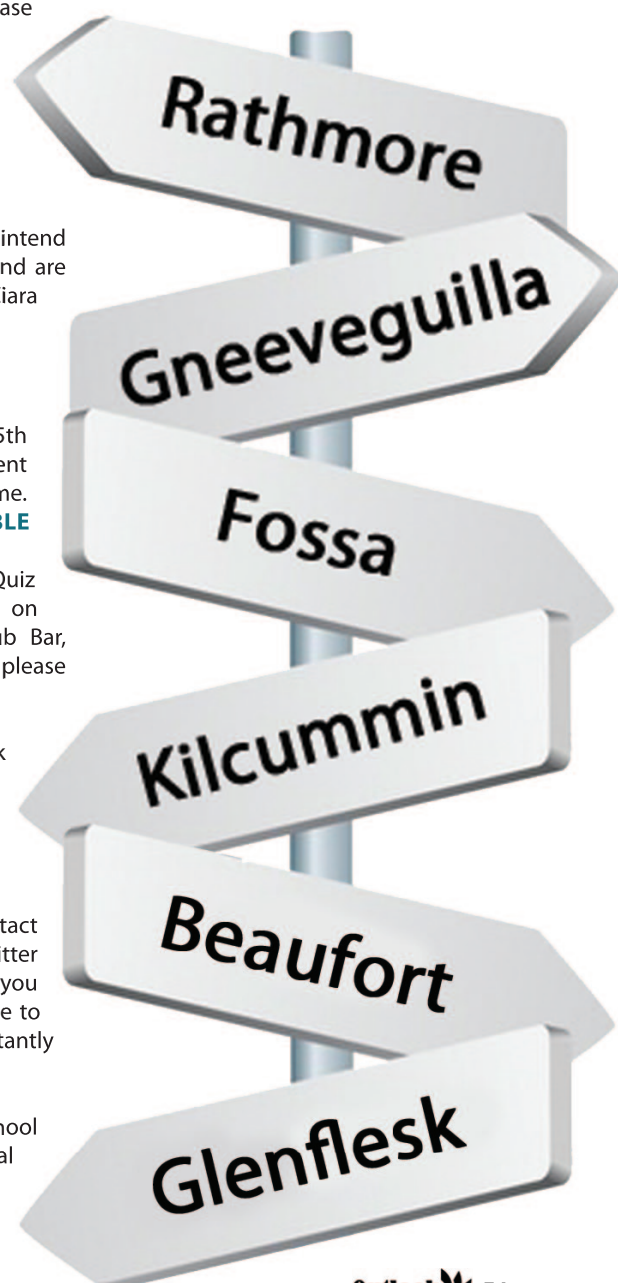 ase
Rathmore
intend
nd are
iara
Gneeveguilla
5th
ent
me.
BLE
Fossa
Quiz
on
ub Bar,
please
Kilcummin
k
Beaufort
tact
itter
you
e to
tantly
Glenflesk
hool
al